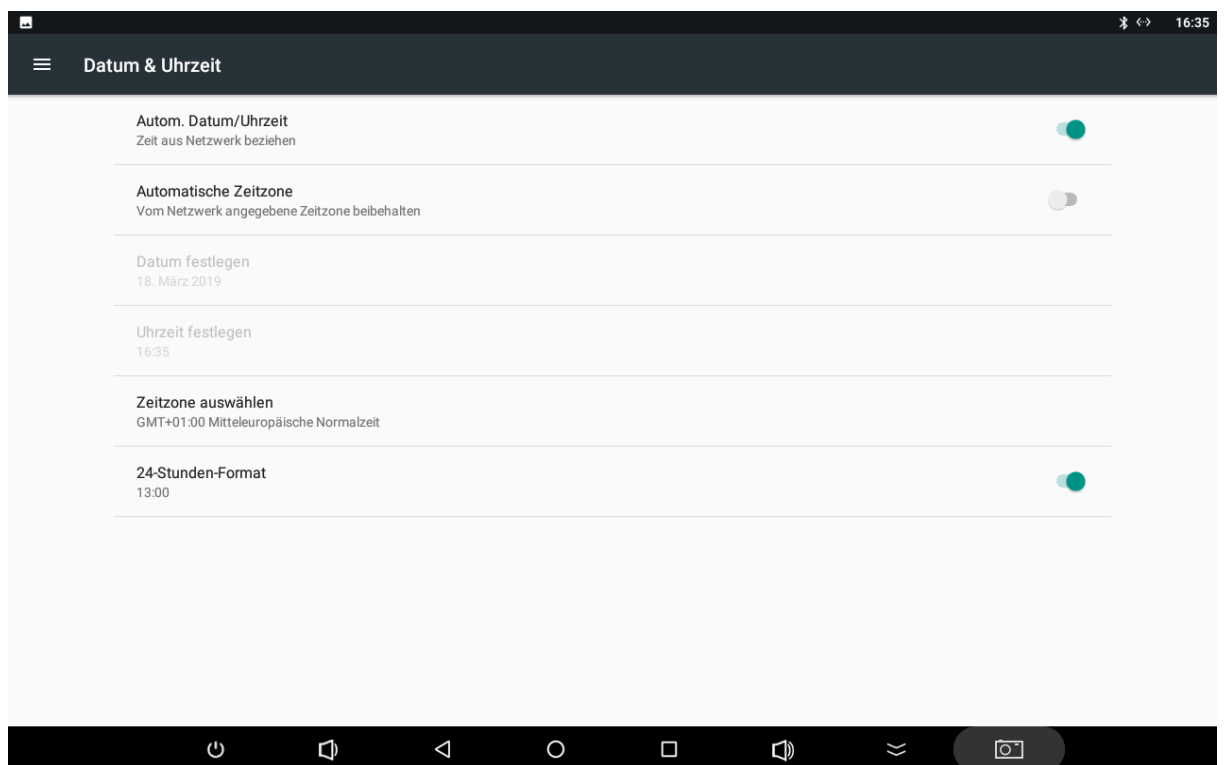 16:35
Datum & Uhrzeit
Autom. Datum/Uhrzeit
Zeit aus Netzwerk beziehen
Automatische Zeitzone
Vom Netzwerk angegebene Zeitzone beibehalten
Datum festlegen
18. März 2019
Uhrzeit festlegen
16:35
Zeitzone auswählen
GMT+01:00 Mitteleuropäische Normalzeit
24-Stunden-Format
13:00